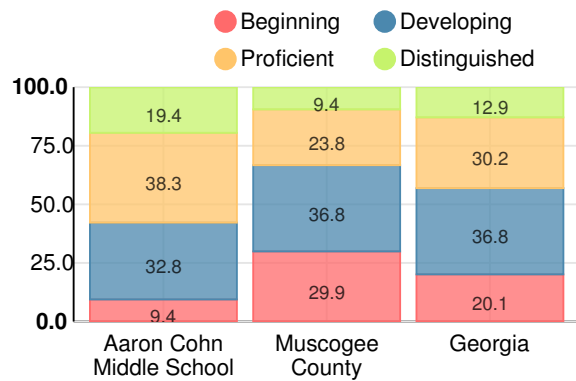 Beginning
Developing
Proficient
Distinguished
100.0
75.0
50.0
25.0
0.0
19.4
38.3
32.8
9.4
9.4
23.8
36.8
29.9
12.9
30.2
36.8
20.1
Aaron Cohn
Middle School
Muscogee
County
Georgia